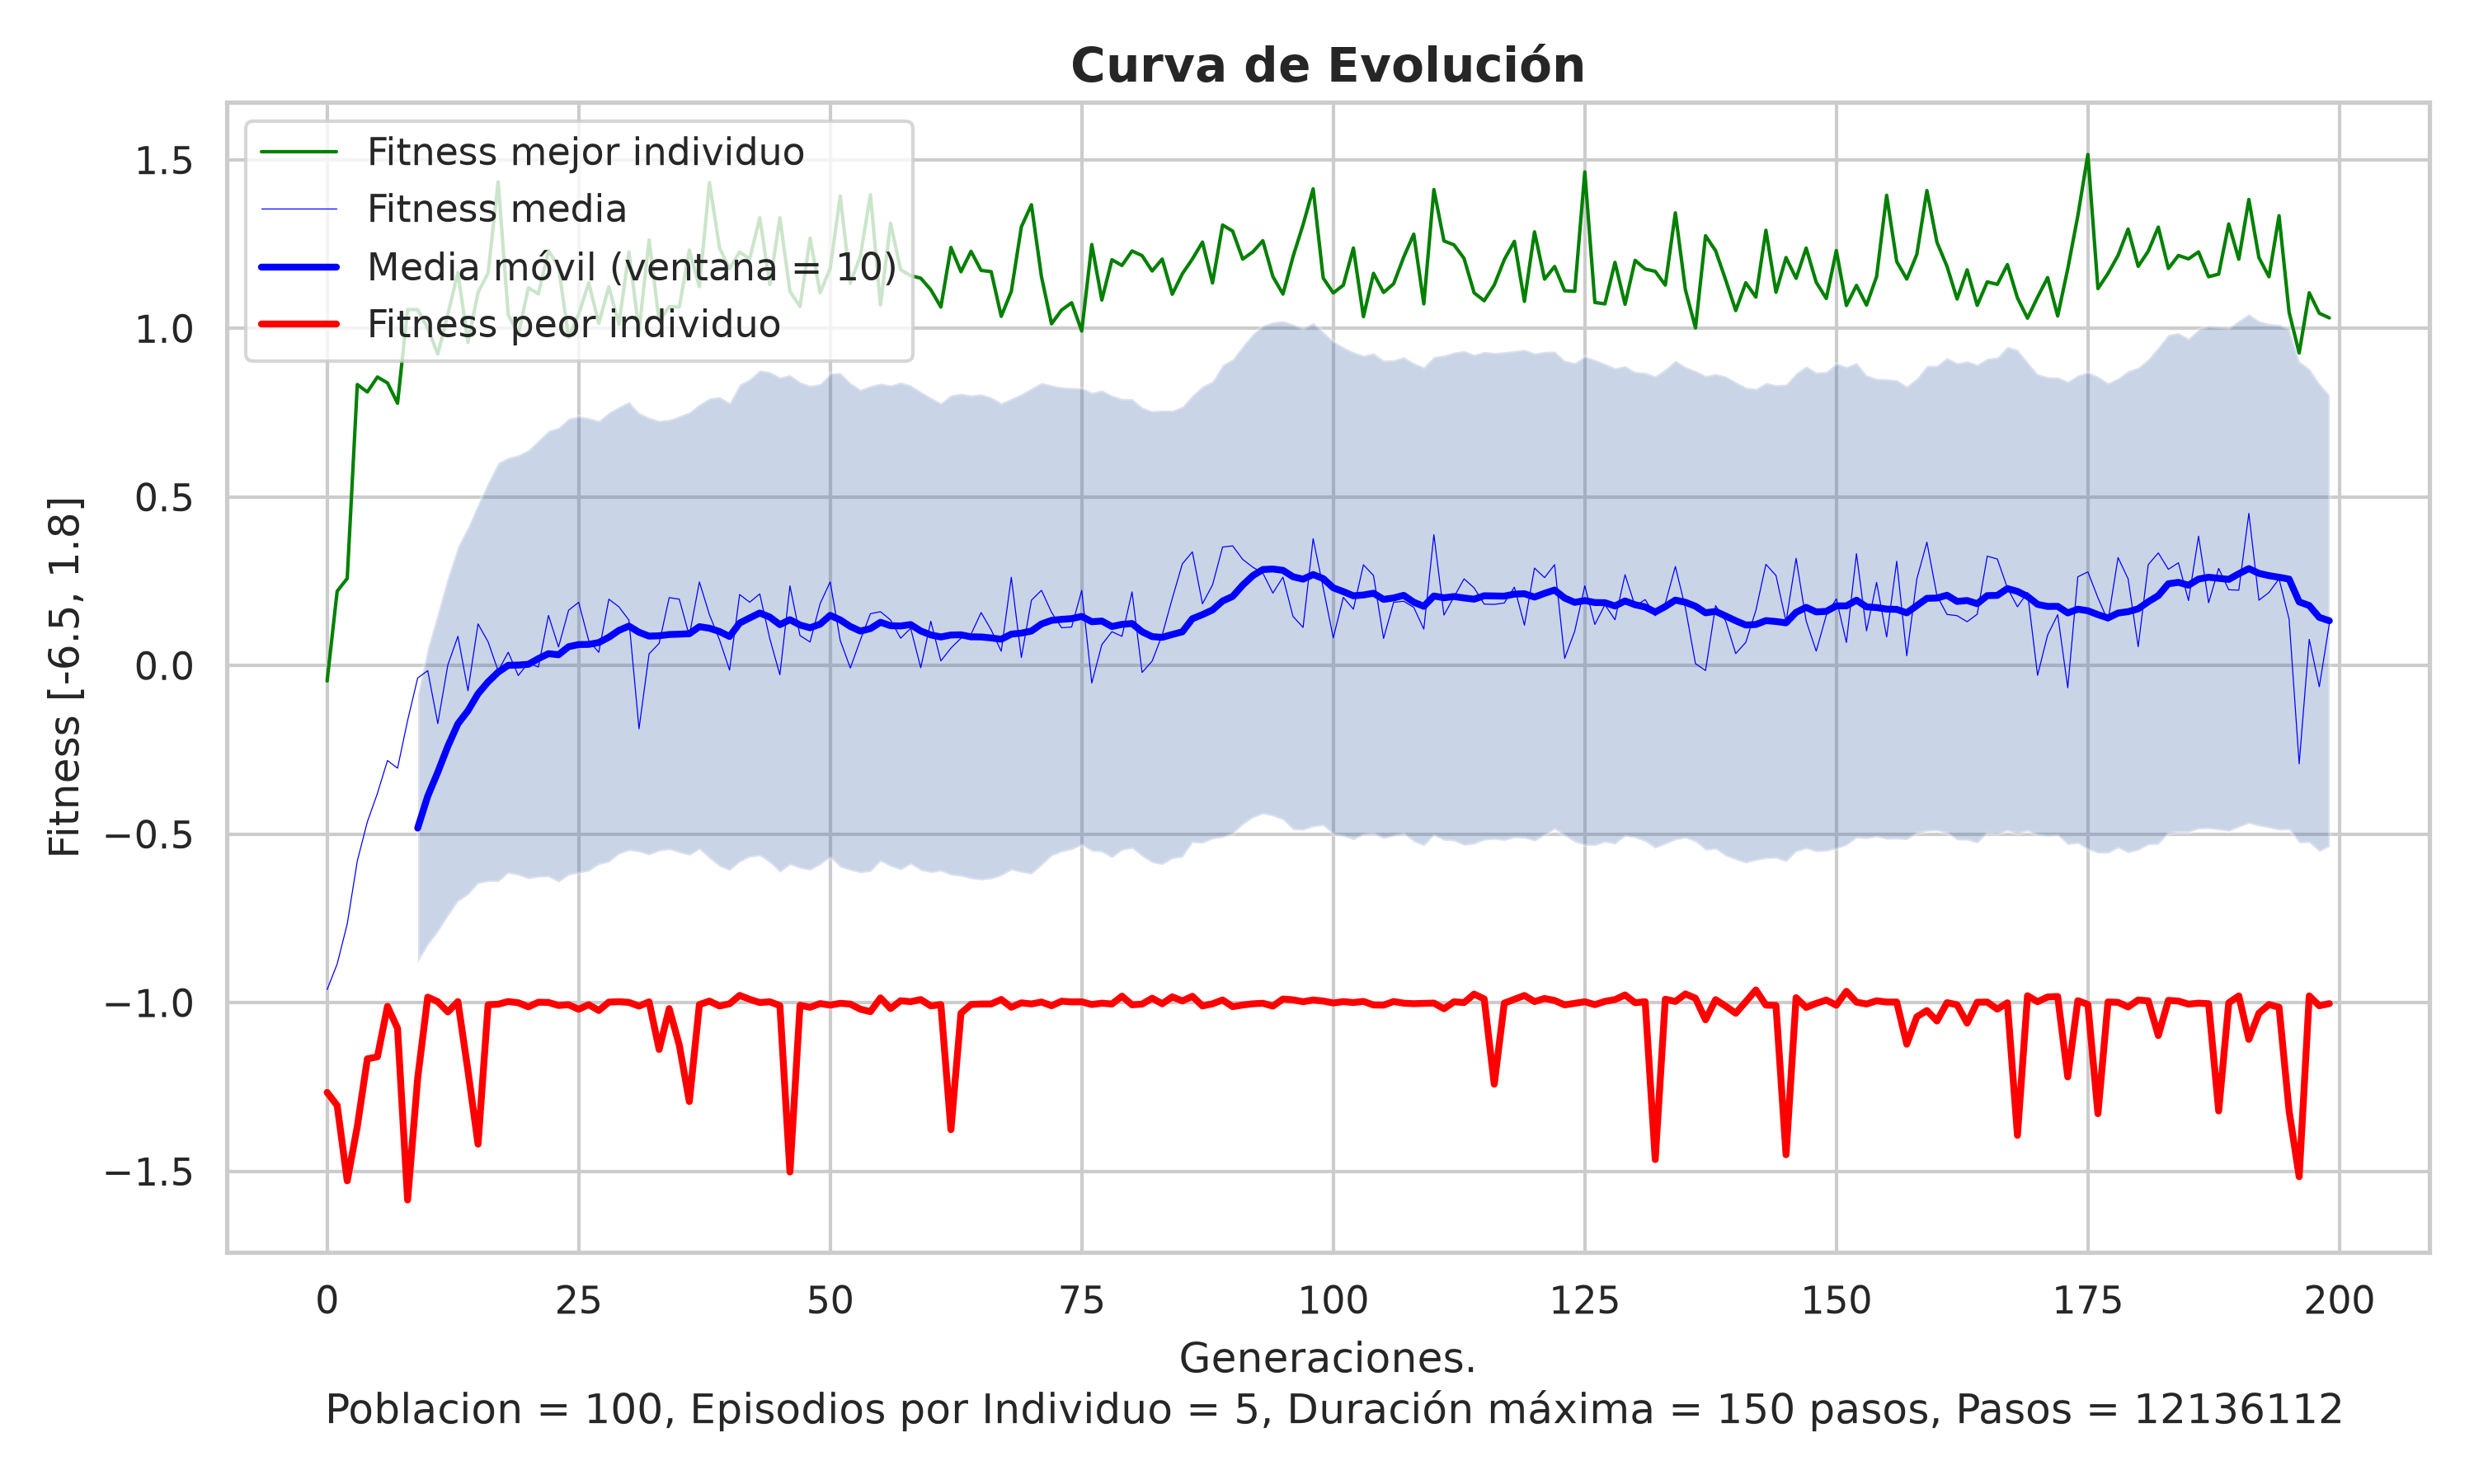 Curva de Evolución
Fitness mejor individuo
Fitness media
Media móvil (ventana = 10)
Fitness peor individuo
Fitness [-6.5, 1.8]
1.5
1.0
0.5
0.0
−0.5
−1.0
−1.5
0 25 50 75 100 125 150 175 200
Generaciones.
Poblacion = 100, Episodios por Individuo = 5, Duración máxima = 150 pasos, Pasos = 12136112